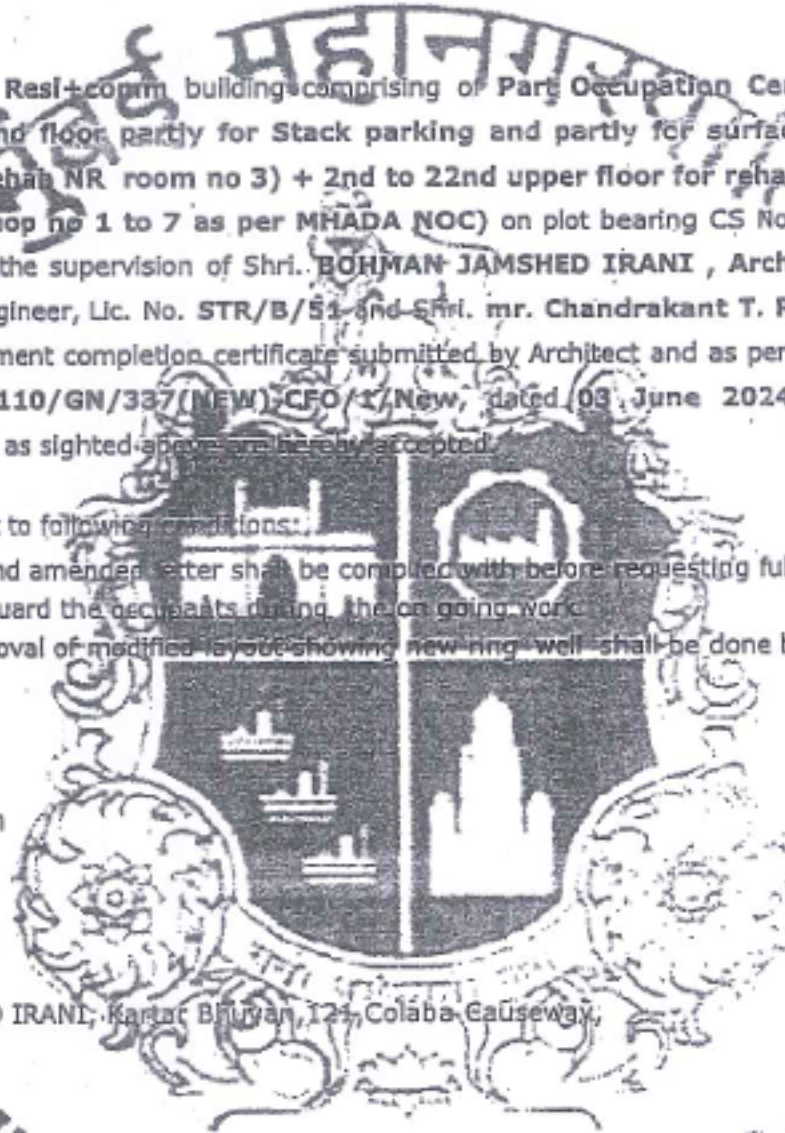 मुंबई महानगरपालिका
Resi+comm building comprising of Part Occupation Cer
nd floor partly for Stack parking and partly for surfac
ehab NR room no 3) + 2nd to 22nd upper floor for reha
hop no 1 to 7 as per MHADA NOC) on plot bearing CS No
the supervision of Shri. BOHMAN JAMSHED IRANI , Arch
gineer, Lic. No. STR/B/51 and Shri. mr. Chandrakant T. P
ment completion certificate submitted by Architect and as per
110/GN/337(NEW)-CFO/1/New, dated 03 June 2024
as sighted above are hereby accepted.
t to following conditions:
nd amended letter shall be complied with before requesting ful
uard the occupants during the on going work
oval of modified layout showing new ring well shall be done b
IRANI, Kartar Bhuvan,121,Colaba Causeway,